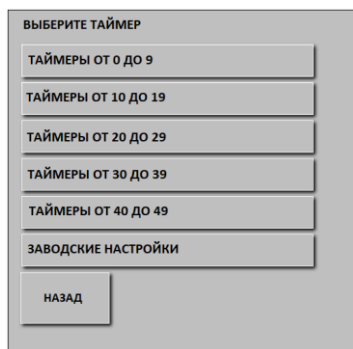 ВЫБЕРИТЕ ТАЙМЕР
ТАЙМЕРЫ ОТ 0 ДО 9
ТАЙМЕРЫ ОТ 10 ДО 19
ТАЙМЕРЫ ОТ 20 ДО 29
ТАЙМЕРЫ ОТ 30 ДО 39
ТАЙМЕРЫ ОТ 40 ДО 49
ЗАВОДСКИЕ НАСТРОЙКИ
НАЗАД